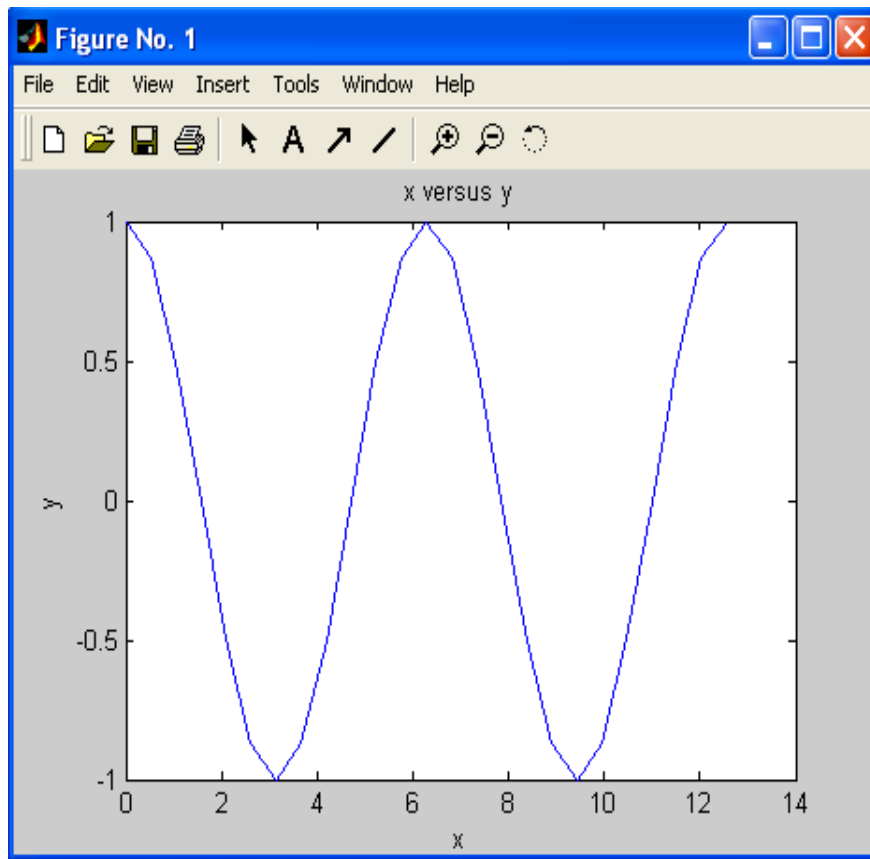 Figure No. 1
File Edit View Insert Tools Window Help
A
x versus y
1
0.5
0
-0.5
-1
y
0 2 4 6 8 10 12 14
x